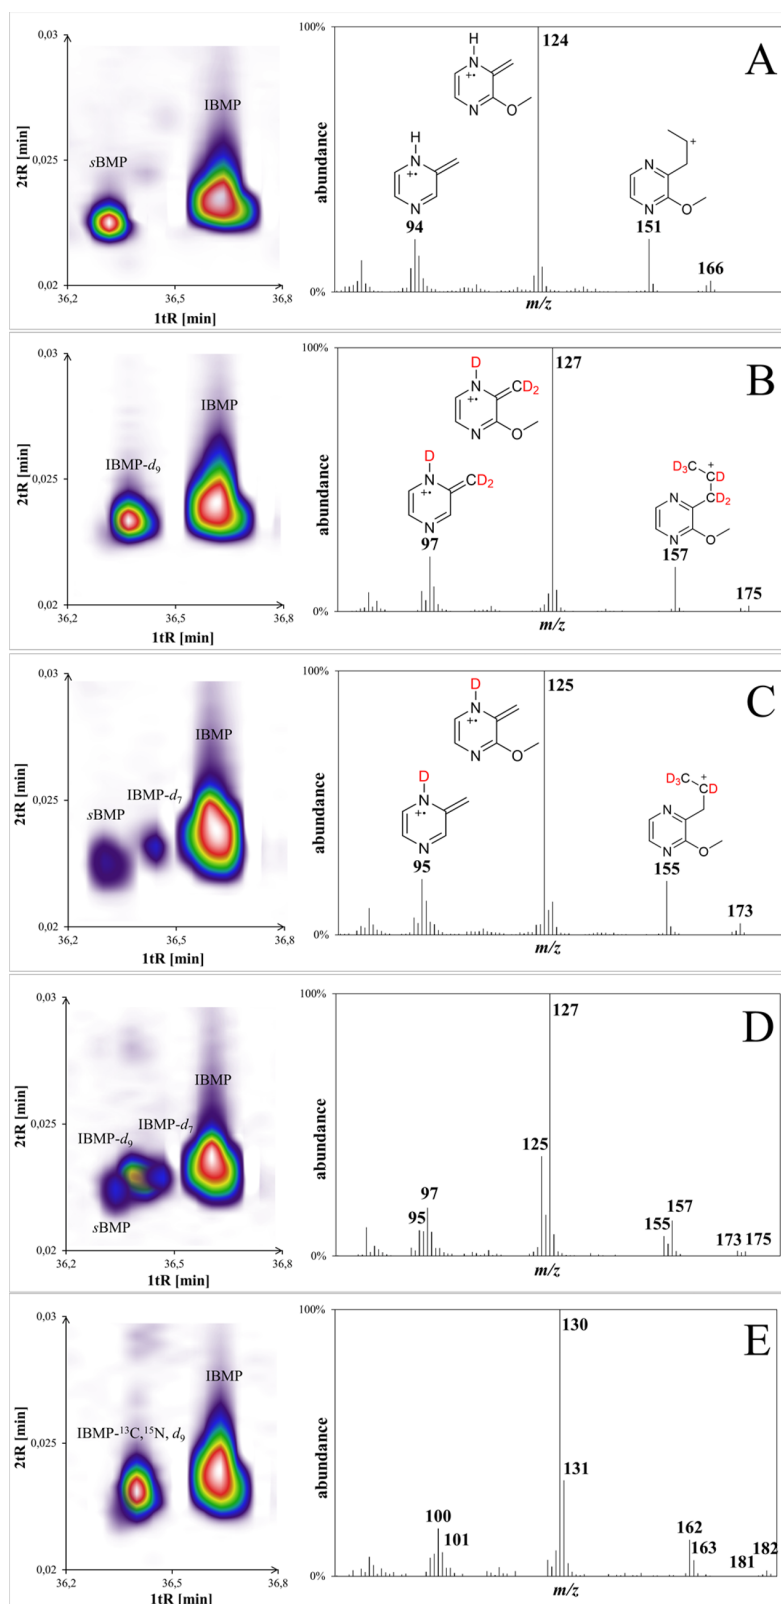 0,03
2tR [min]
IBMP
sBMP
0,025
0,02
36,2
36,5
36,8
1tR [min]
100%
abundance
0%
A
124
H
N
+•
N
O
H
N
+•
N
94
+
N
N
O
151
166
m/z
0,03
2tR [min]
IBMP
IBMP-d9
0,025
0,02
36,2
36,5
36,8
1tR [min]
100%
abundance
0%
B
127
D
N
CD2
+•
N
O
D
N
CD2
+•
N
97
D3C
+
CD
CD2
N
N
O
157
175
m/z
0,03
2tR [min]
IBMP
IBMP-d7
sBMP
0,025
0,02
36,2
36,5
36,8
1tR [min]
100%
abundance
0%
C
125
D
N
+•
N
O
D
N
+•
N
95
D3C
+
CD
N
N
O
155
173
m/z
0,03
2tR [min]
IBMP
IBMP-d7
IBMP-d9
sBMP
0,025
0,02
36,2
36,5
36,8
1tR [min]
100%
abundance
0%
D
127
125
97
95
157
155
173 175
m/z
0,03
2tR [min]
IBMP
IBMP-¹³C,¹⁵N, d9
0,025
0,02
36,2
36,5
36,8
1tR [min]
100%
abundance
0%
E
130
131
100
101
162
163
182
181
m/z